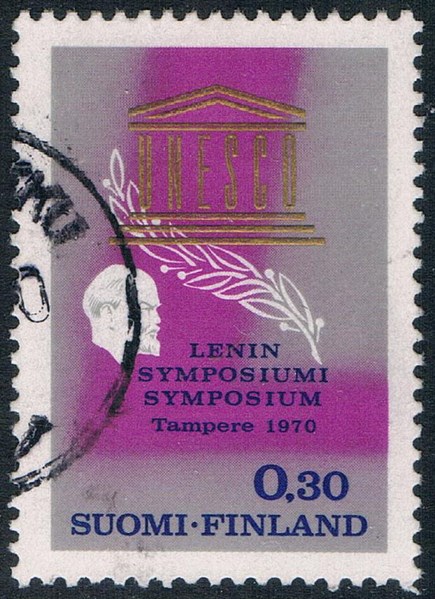 UNESCO
LENIN
SYMPOSIUMI
SYMPOSIUM
Tampere 1970
0,30
SUOMI·FINLAND